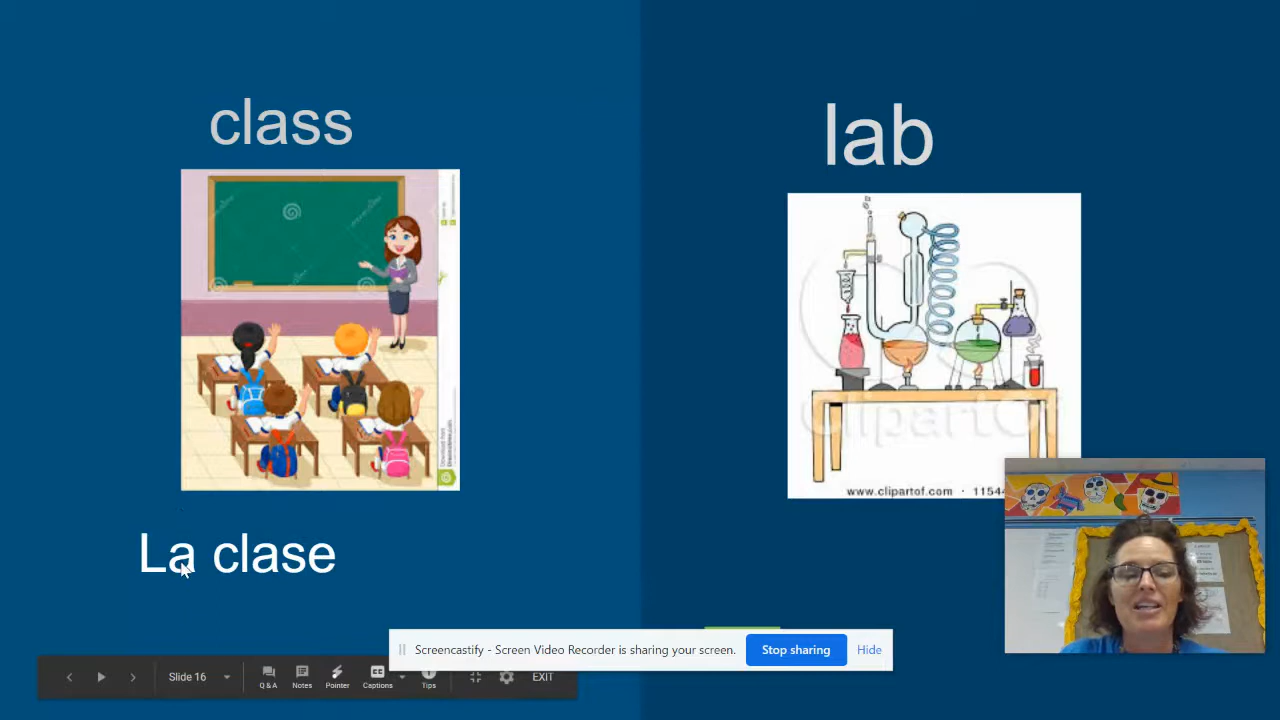 class
lab
www.clipartof.com · 1154
La clase
Screencastify - Screen Video Recorder is sharing your screen.
Stop sharing
Hide
Slide 16
Q & A
Notes
Pointer
Captions
Tips
EXIT